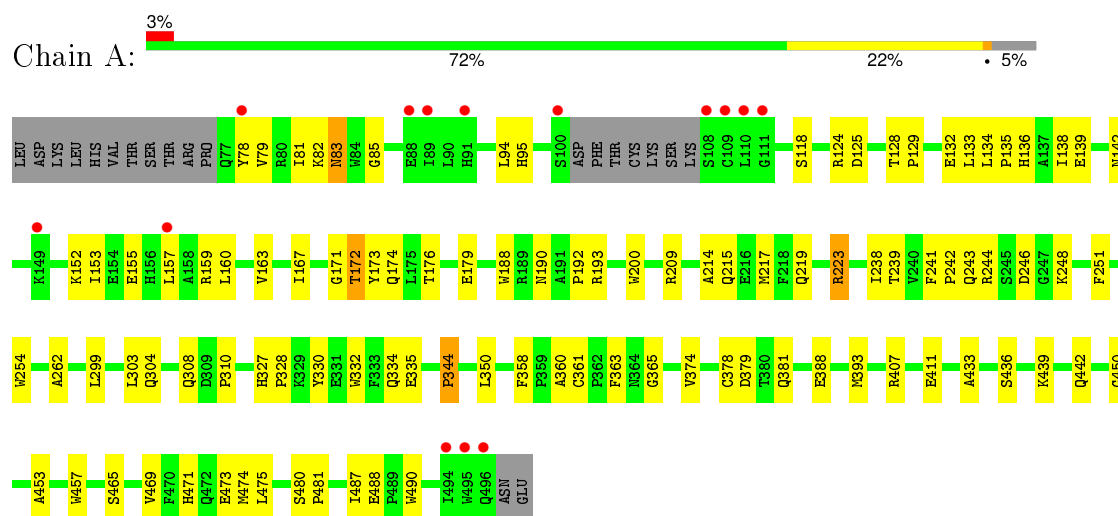 3%
Chain A:
72% 22% • 5%
LEU ASP LYS LEU HIS VAL THR SER THR ARG PRO Q77 Y78 V79 R80 I81 K82 N83 W84 G85 E88 I89 L90 H91 L94 H95 S100 ASP PHE THR CYS LYS SER LYS S108 G109 L110 G111 S118 R124 D125 T128 P129 E132 L133 L134 P135 H136 A137 I138 E139 N142
K149 K152 I153 E154 E155 H156 L157 A158 R159 L160 V163 I167 G171 T172 Y173 Q174 L175 T176 E179 W188 R189 N190 A191 P192 R193 W200 R209 A214 Q215 E216 M217 F218 Q219 R223 I238 T239 V240 F241 P242 Q243 R244 S245 D246 G247 K248 F251
W254 A262 L299 L303 Q304 Q308 D309 P310 H327 P328 K329 Y330 E331 W332 F333 Q334 E335 P344 L350 F358 P359 A360 C361 P362 F363 N364 G365 V374 C378 D379 T380 Q381 E388 M393 R407 E411 A433 S436 K439 Q442
A453 W457 S465 V469 F470 H471 Q472 E473 M474 L475 S480 P481 I487 E488 P489 W490 I494 W495 Q496 ASN GLU